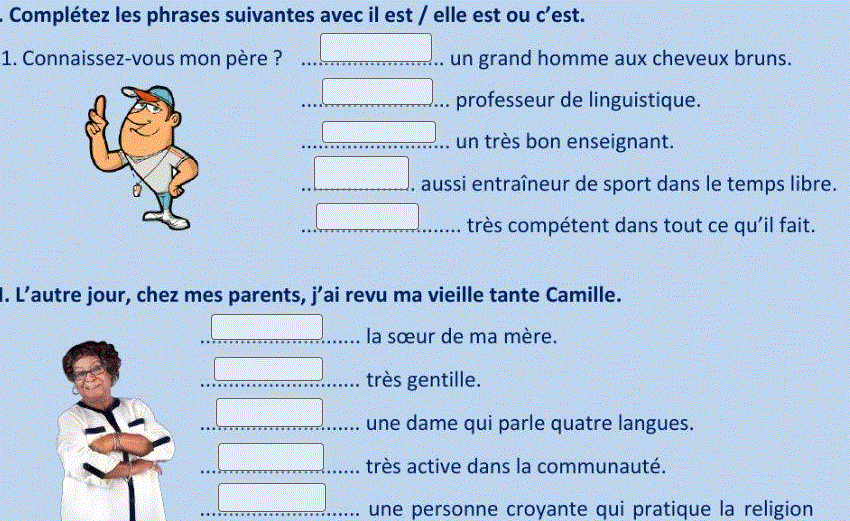 . Complétez les phrases suivantes avec il est / elle est ou c’est.
1. Connaissez-vous mon père ? ........................... un grand homme aux cheveux bruns.
........................... professeur de linguistique.
........................... un très bon enseignant.
..................... aussi entraîneur de sport dans le temps libre.
............................. très compétent dans tout ce qu’il fait.
I. L’autre jour, chez mes parents, j’ai revu ma vieille tante Camille.
............................. la sœur de ma mère.
............................. très gentille.
............................. une dame qui parle quatre langues.
............................. très active dans la communauté.
............................. une personne croyante qui pratique la religion